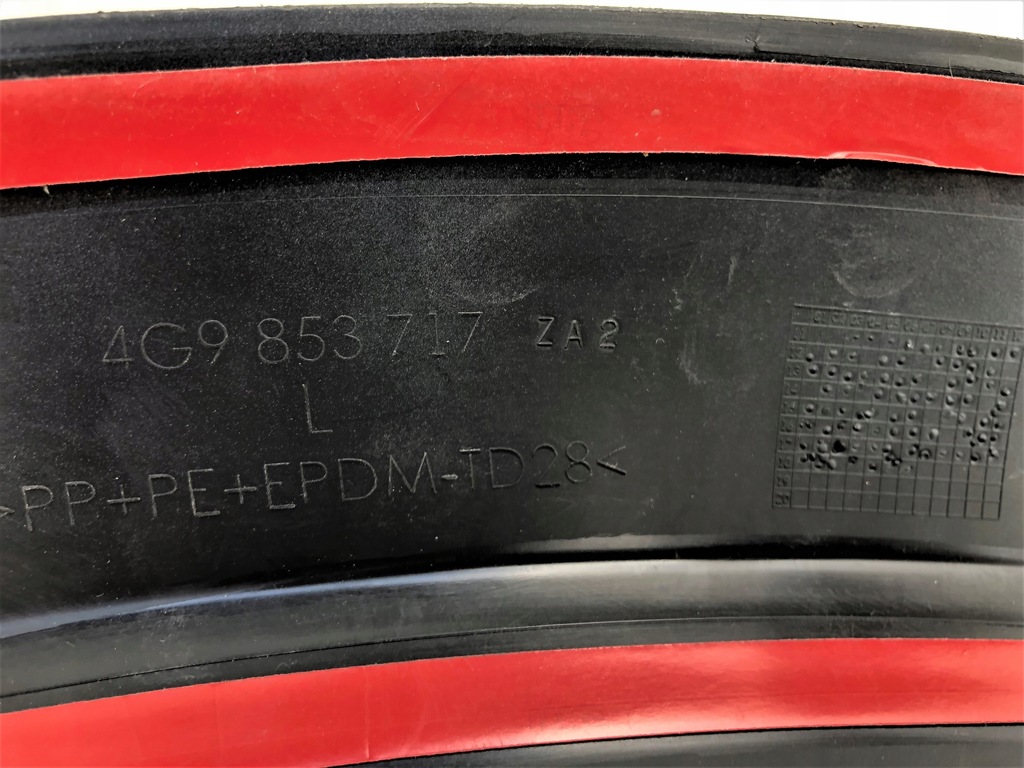 4G9 853 717 ZA2
L
>PP+PE+EPDM-TD28<